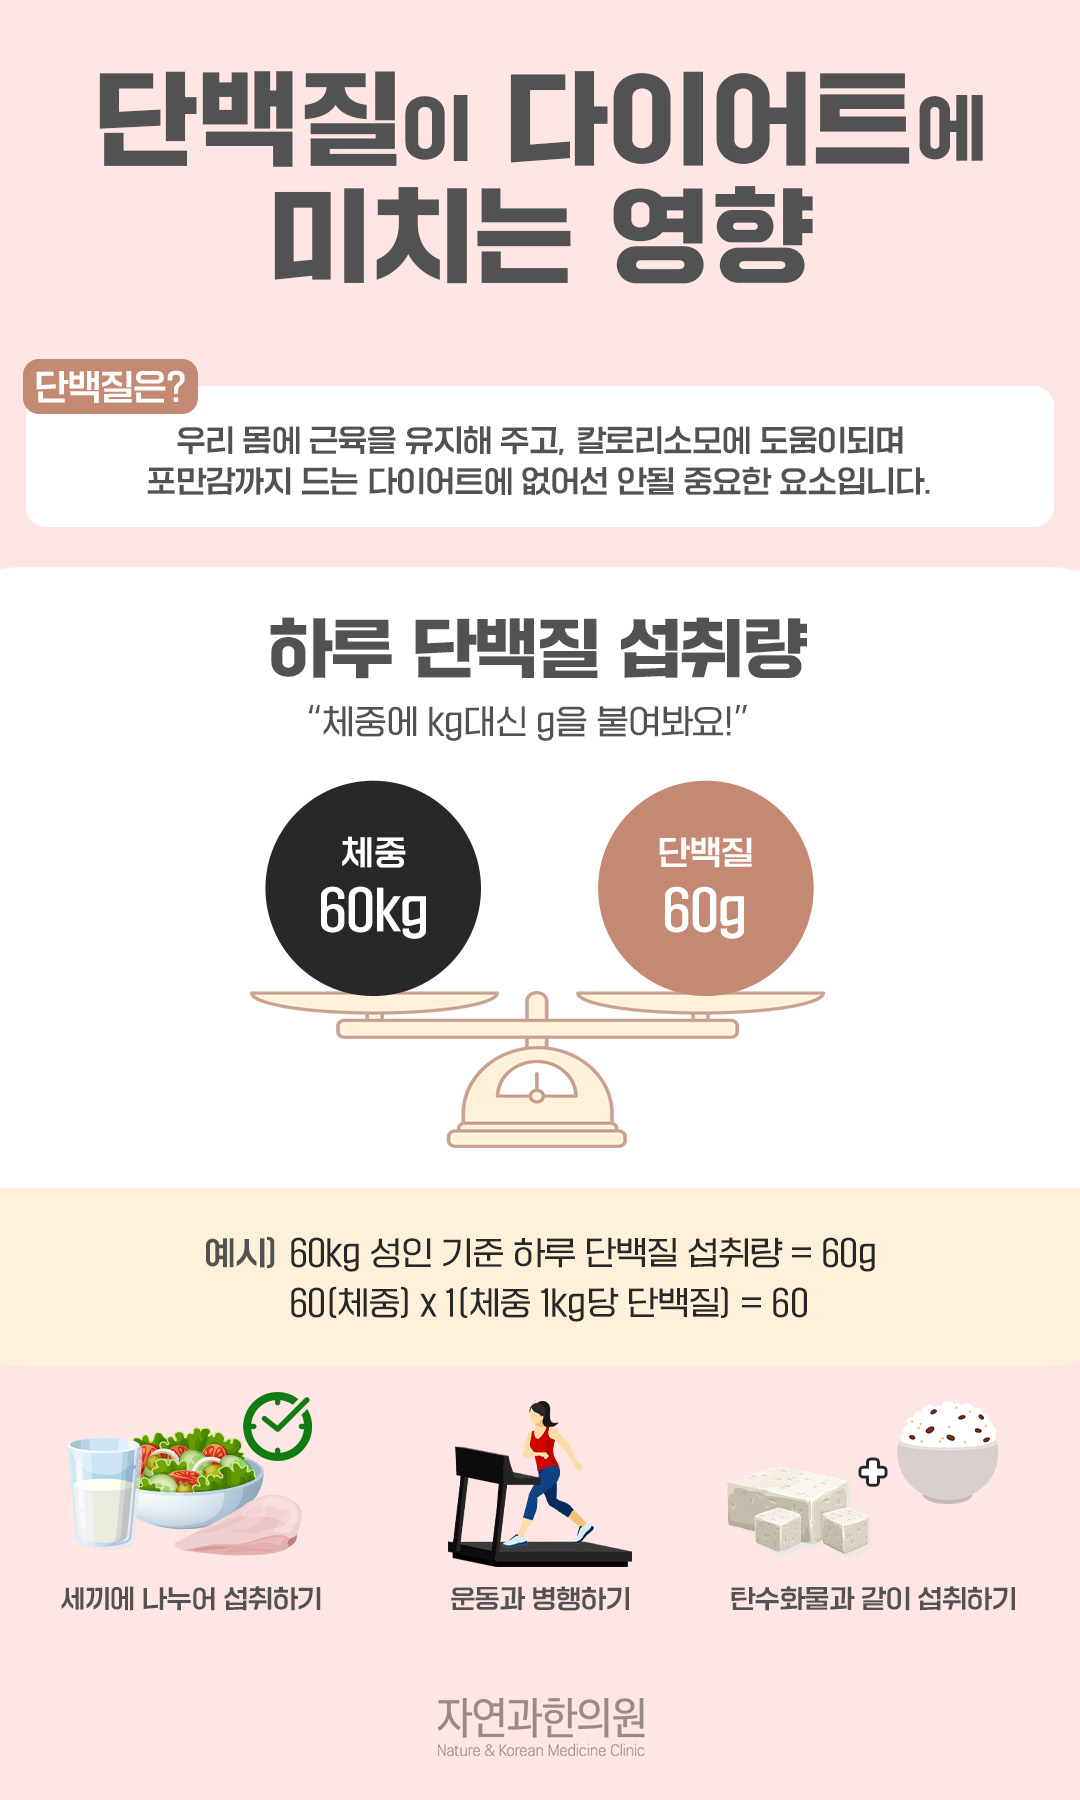 단백질이 다이어트에
미치는 영향
단백질은?
우리 몸에 근육을 유지해 주고, 칼로리소모에 도움이되며
포만감까지 드는 다이어트에 없어선 안될 중요한 요소입니다.
하루 단백질 섭취량
“체중에 kg대신 g을 붙여봐요!”
체중
60kg
단백질
60g
예시) 60kg 성인 기준 하루 단백질 섭취량 = 60g
60(체중) x 1(체중 1kg당 단백질) = 60
세끼에 나누어 섭취하기
운동과 병행하기
탄수화물과 같이 섭취하기
자연과한의원
Nature & Korean Medicine Clinic